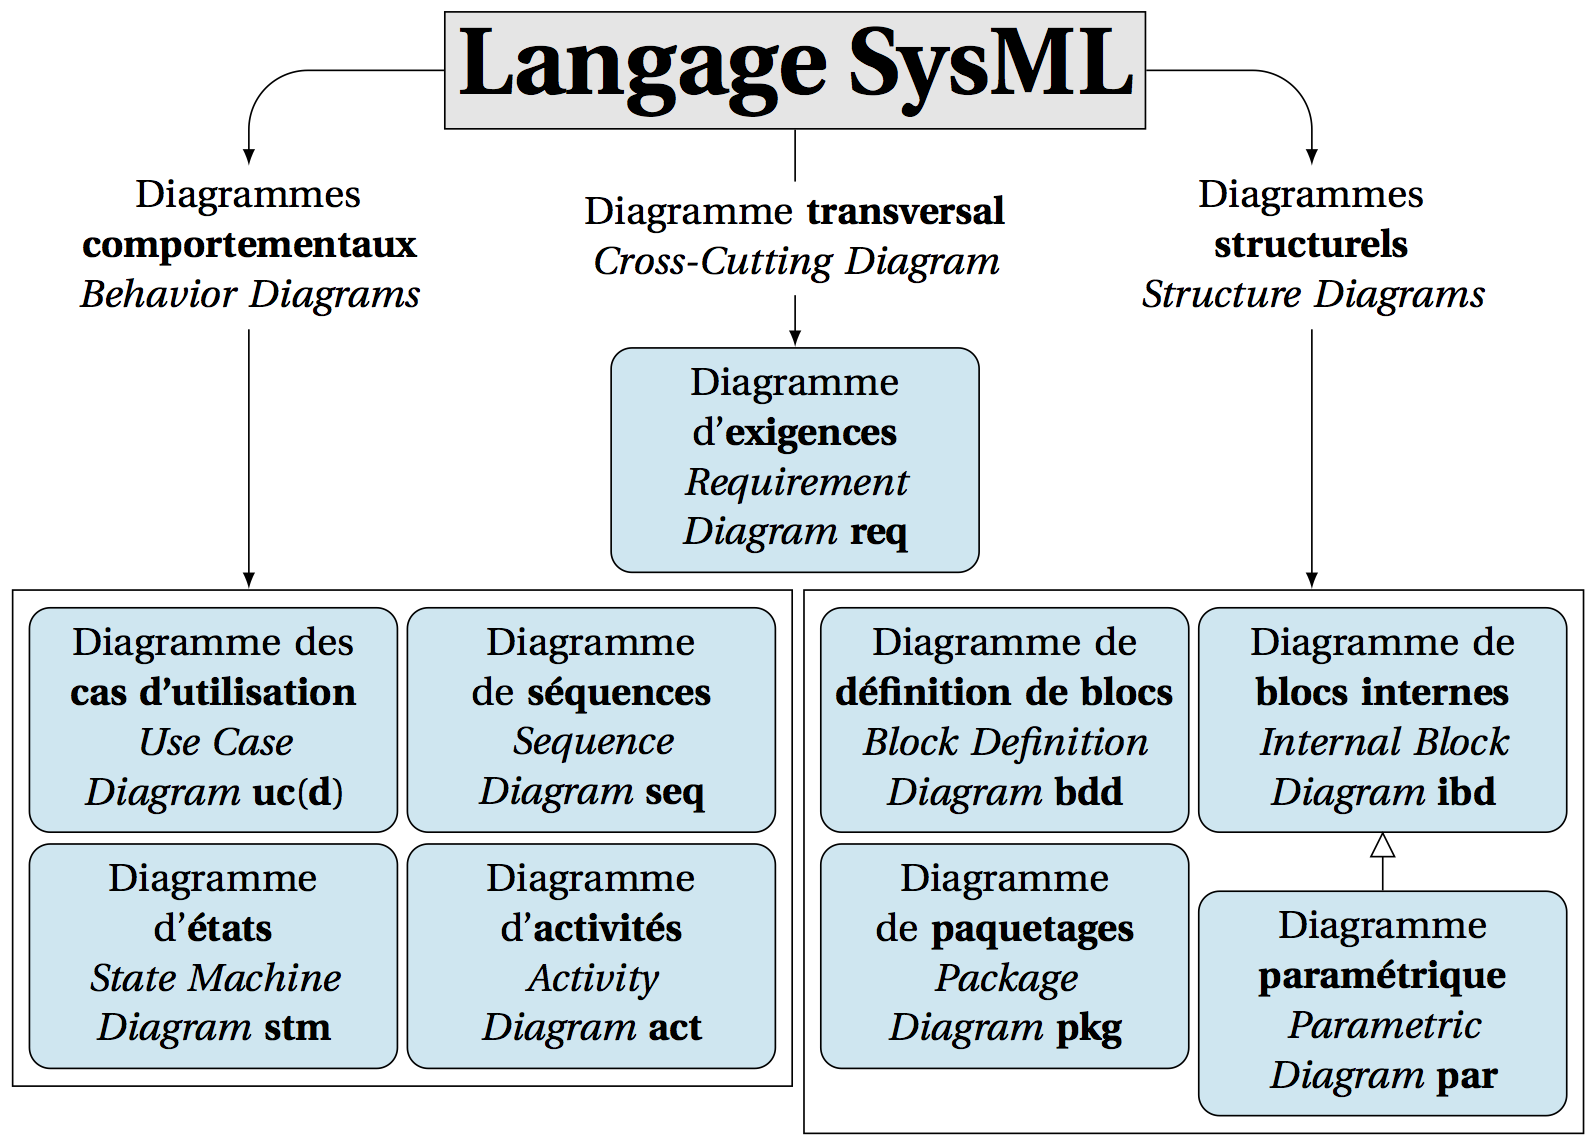 Langage SysML
Diagrammes
comportementaux
Behavior Diagrams
Diagramme transversal
Cross-Cutting Diagram
Diagrammes
structurels
Structure Diagrams
Diagramme
d'exigences
Requirement
Diagram req
Diagramme des
cas d'utilisation
Use Case
Diagram uc(d)
Diagramme
de séquences
Sequence
Diagram seq
Diagramme
d'états
State Machine
Diagram stm
Diagramme
d'activités
Activity
Diagram act
Diagramme de
définition de blocs
Block Definition
Diagram bdd
Diagramme de
blocs internes
Internal Block
Diagram ibd
Diagramme
de paquetages
Package
Diagram pkg
Diagramme
paramétrique
Parametric
Diagram par